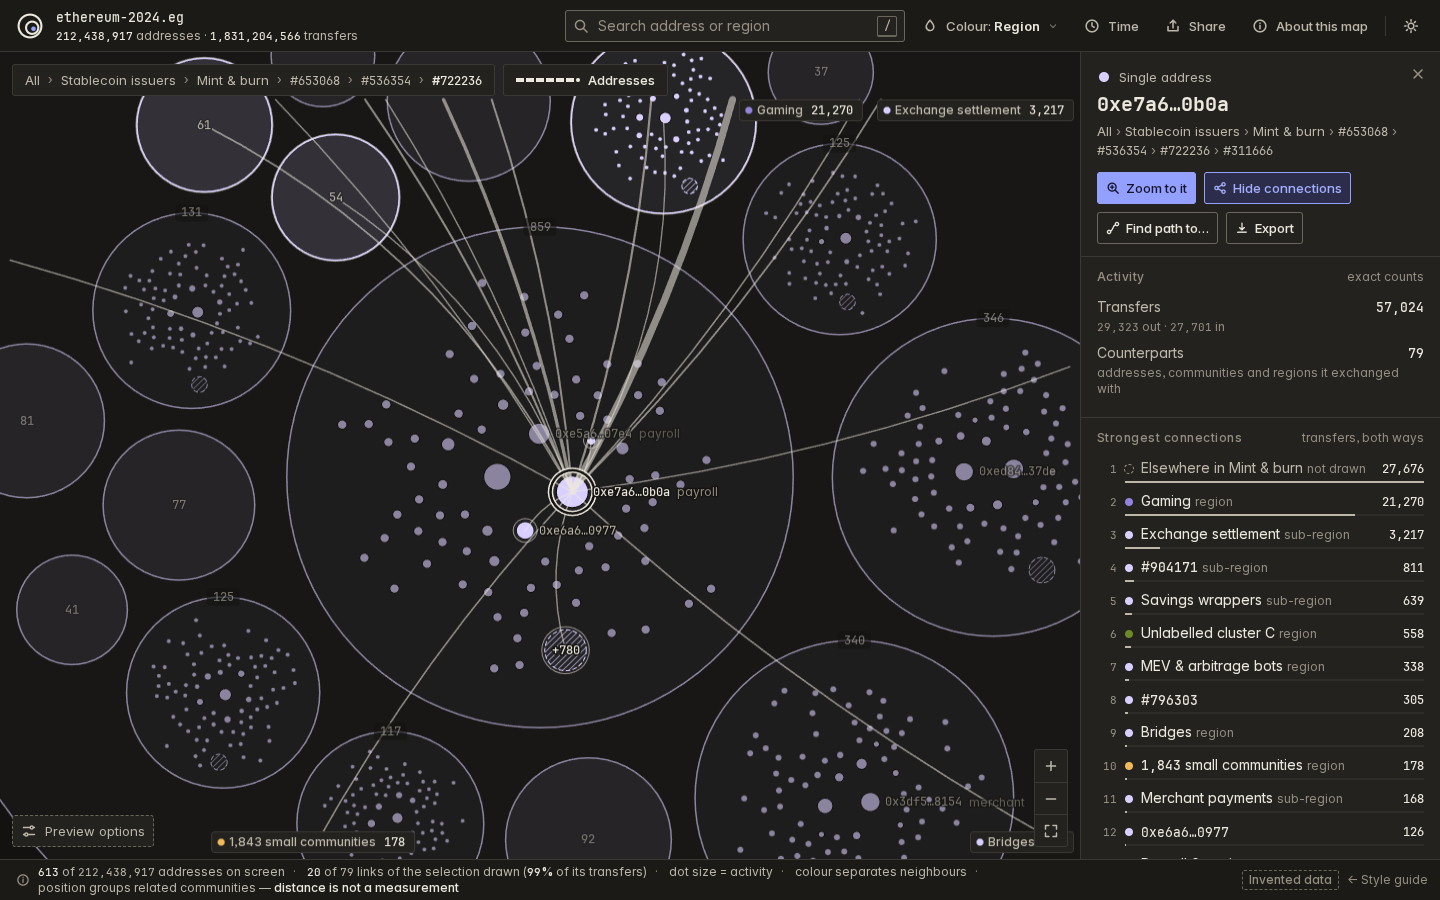 ethereum-2024.eg
212,438,917 addresses · 1,831,204,566 transfers
Search address or region /
Colour: Region
Time
Share
About this map
All › Stablecoin issuers › Mint & burn › #653068 › #536354 › #722236
Addresses
37
Gaming 21,270
Exchange settlement 3,217
61
125
54
131
859
346
81
0xe5a6…07e4 payroll
0xed84…37de
0xe7a6…0b0a payroll
77
0xe6a6…0977
41
125
340
+780
117
0x3df5…8154 merchant
92
Preview options
1,843 small communities 178
Bridges
Single address
0xe7a6…0b0a
All › Stablecoin issuers › Mint & burn › #653068 ›
#536354 › #722236 › #311666
Zoom to it
Hide connections
Find path to…
Export
Activity exact counts
Transfers 57,024
29,323 out · 27,701 in
Counterparts 79
addresses, communities and regions it exchanged
with
Strongest connections transfers, both ways
1 Elsewhere in Mint & burn not drawn 27,676
2 Gaming region 21,270
3 Exchange settlement sub-region 3,217
4 #904171 sub-region 811
5 Savings wrappers sub-region 639
6 Unlabelled cluster C region 558
7 MEV & arbitrage bots region 338
8 #796303 305
9 Bridges region 208
10 1,843 small communities region 178
11 Merchant payments sub-region 168
12 0xe6a6…0977 126
613 of 212,438,917 addresses on screen · 20 of 79 links of the selection drawn (99% of its transfers) · dot size = activity · colour separates neighbours ·
position groups related communities — distance is not a measurement
Invented data
← Style guide